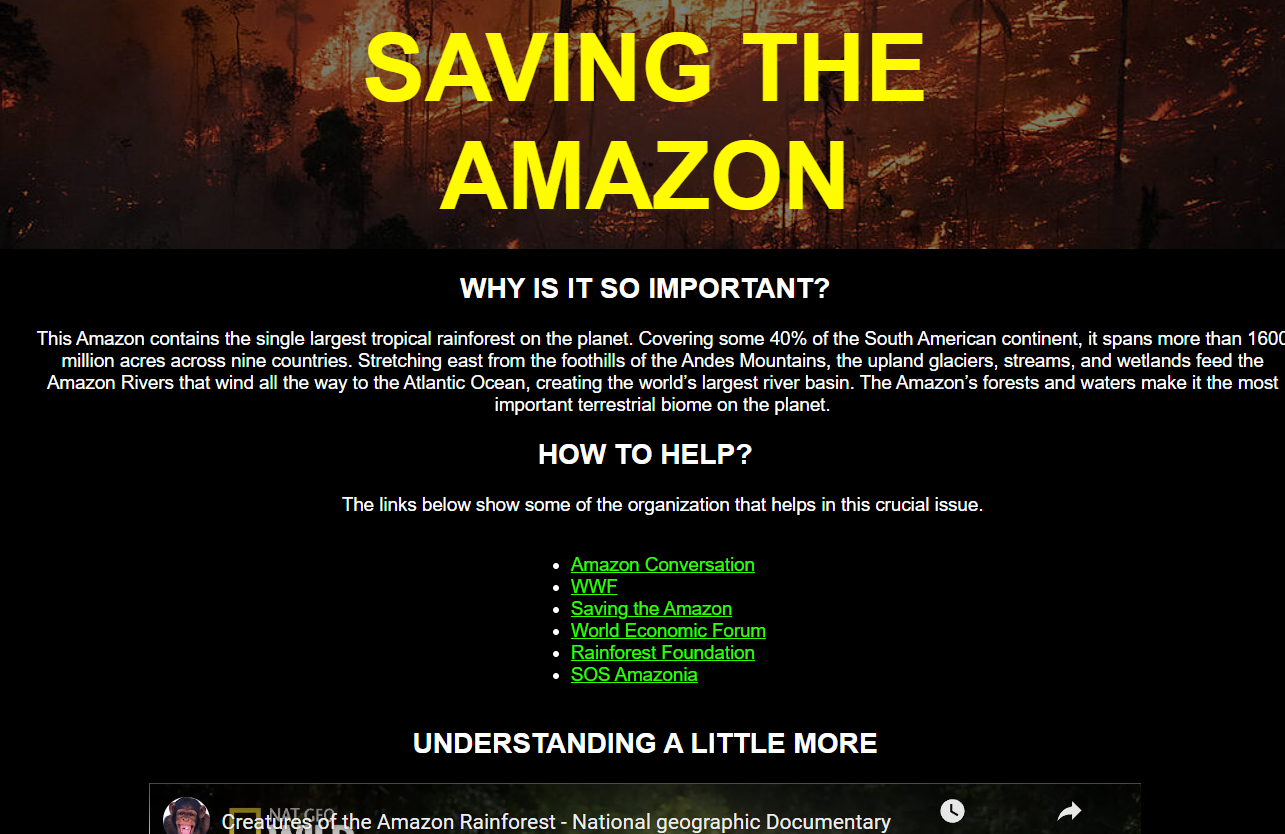 SAVING THE
AMAZON
WHY IS IT SO IMPORTANT?
This Amazon contains the single largest tropical rainforest on the planet. Covering some 40% of the South American continent, it spans more than 1600
million acres across nine countries. Stretching east from the foothills of the Andes Mountains, the upland glaciers, streams, and wetlands feed the
Amazon Rivers that wind all the way to the Atlantic Ocean, creating the world’s largest river basin. The Amazon’s forests and waters make it the most
important terrestrial biome on the planet.
HOW TO HELP?
The links below show some of the organization that helps in this crucial issue.
Amazon Conversation
WWF
Saving the Amazon
World Economic Forum
Rainforest Foundation
SOS Amazonia
UNDERSTANDING A LITTLE MORE
NAT GEO
WILD
Creatures of the Amazon Rainforest - National geographic Documentary